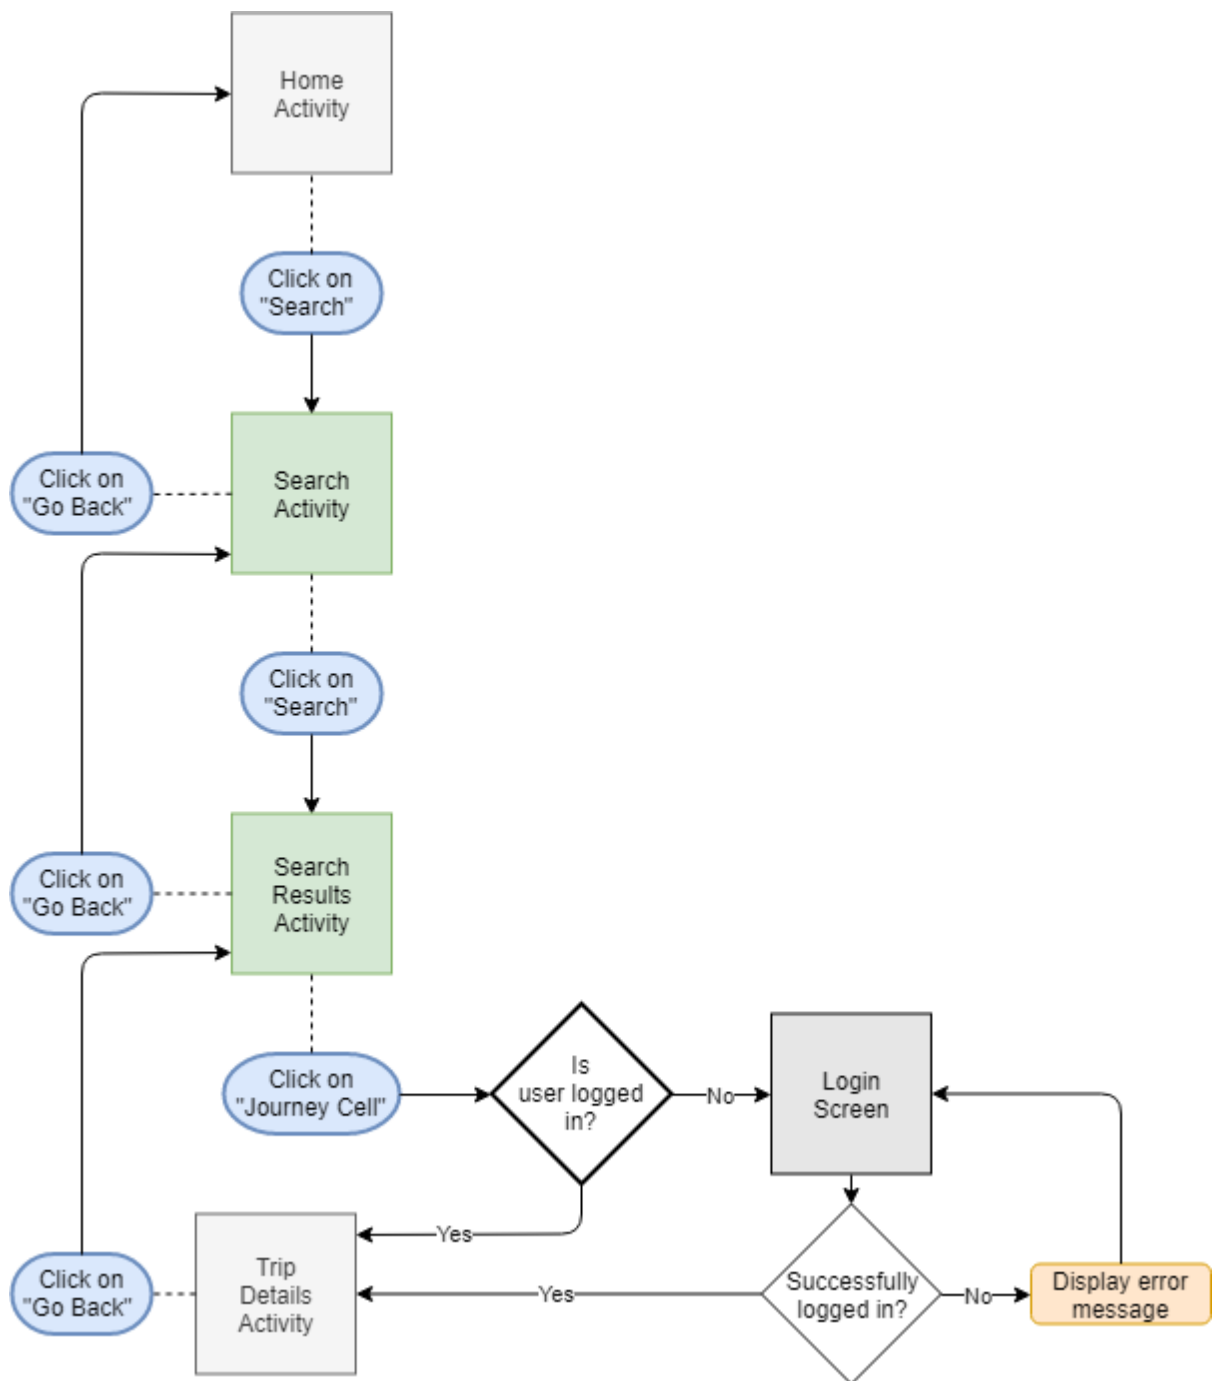 Home
Activity
Click on
"Search"
Click on
"Go Back"
Search
Activity
Click on
"Search"
Click on
"Go Back"
Search
Results
Activity
Click on
"Journey Cell"
Is
user logged
in?
No
Login
Screen
Yes
Click on
"Go Back"
Trip
Details
Activity
Yes
Successfully
logged in?
No
Display error
message